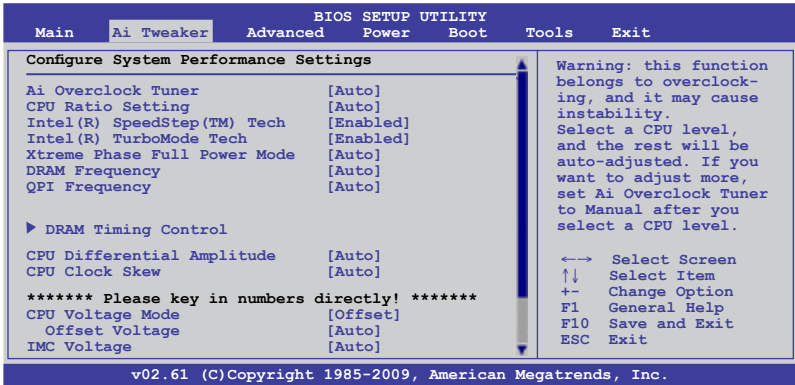 BIOS SETUP UTILITY
Main Ai Tweaker Advanced Power Boot Tools Exit
Configure System Performance Settings
Ai Overclock Tuner [Auto]
CPU Ratio Setting [Auto]
Intel(R) SpeedStep(TM) Tech [Enabled]
Intel(R) TurboMode Tech [Enabled]
Xtreme Phase Full Power Mode [Auto]
DRAM Frequency [Auto]
QPI Frequency [Auto]
DRAM Timing Control
CPU Differential Amplitude [Auto]
CPU Clock Skew [Auto]
******* Please key in numbers directly! *******
CPU Voltage Mode [Offset]
Offset Voltage [Auto]
IMC Voltage [Auto]
Warning: this function
belongs to overclock-
ing, and it may cause
instability.
Select a CPU level,
and the rest will be
auto-adjusted. If you
want to adjust more,
set Ai Overclock Tuner
to Manual after you
select a CPU level.
←→ Select Screen
↑↓ Select Item
+- Change Option
F1 General Help
F10 Save and Exit
ESC Exit
v02.61 (C)Copyright 1985-2009, American Megatrends, Inc.